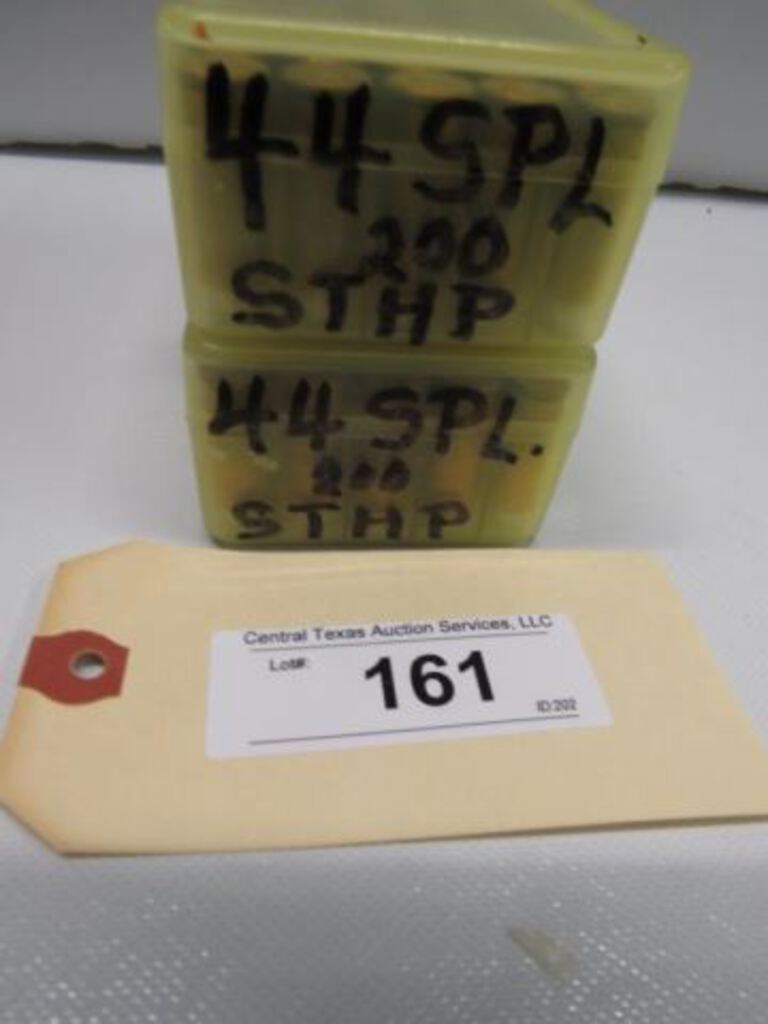 44 SPL
200
STHP
44 SPL.
200
STHP
Central Texas Auction Services, LLC
Lot#:
161
ID:202